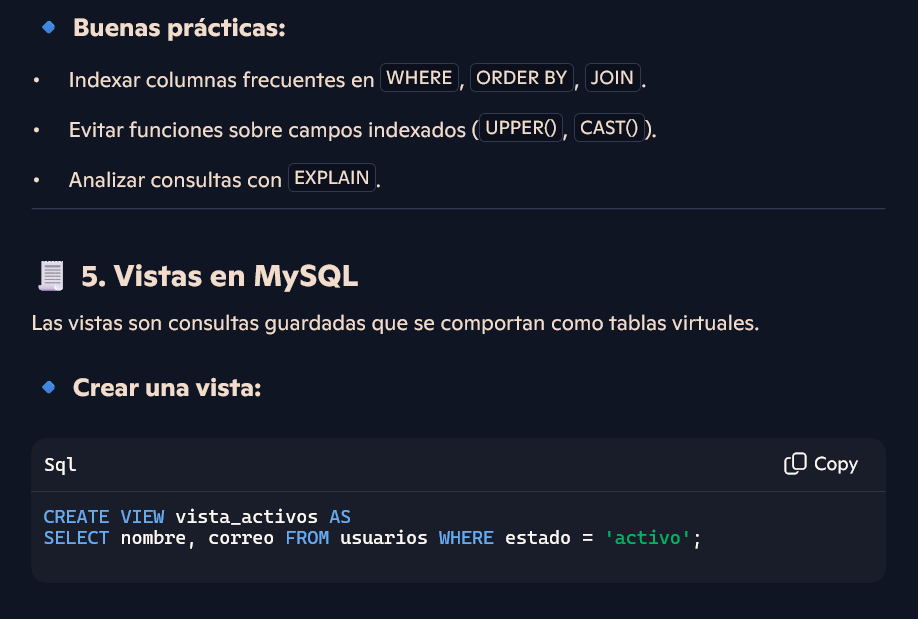 Buenas prácticas:
• Indexar columnas frecuentes en WHERE, ORDER BY, JOIN.
• Evitar funciones sobre campos indexados (UPPER(), CAST()).
• Analizar consultas con EXPLAIN.
5. Vistas en MySQL
Las vistas son consultas guardadas que se comportan como tablas virtuales.
Crear una vista:
Sql Copy
CREATE VIEW vista_activos AS
SELECT nombre, correo FROM usuarios WHERE estado = 'activo';